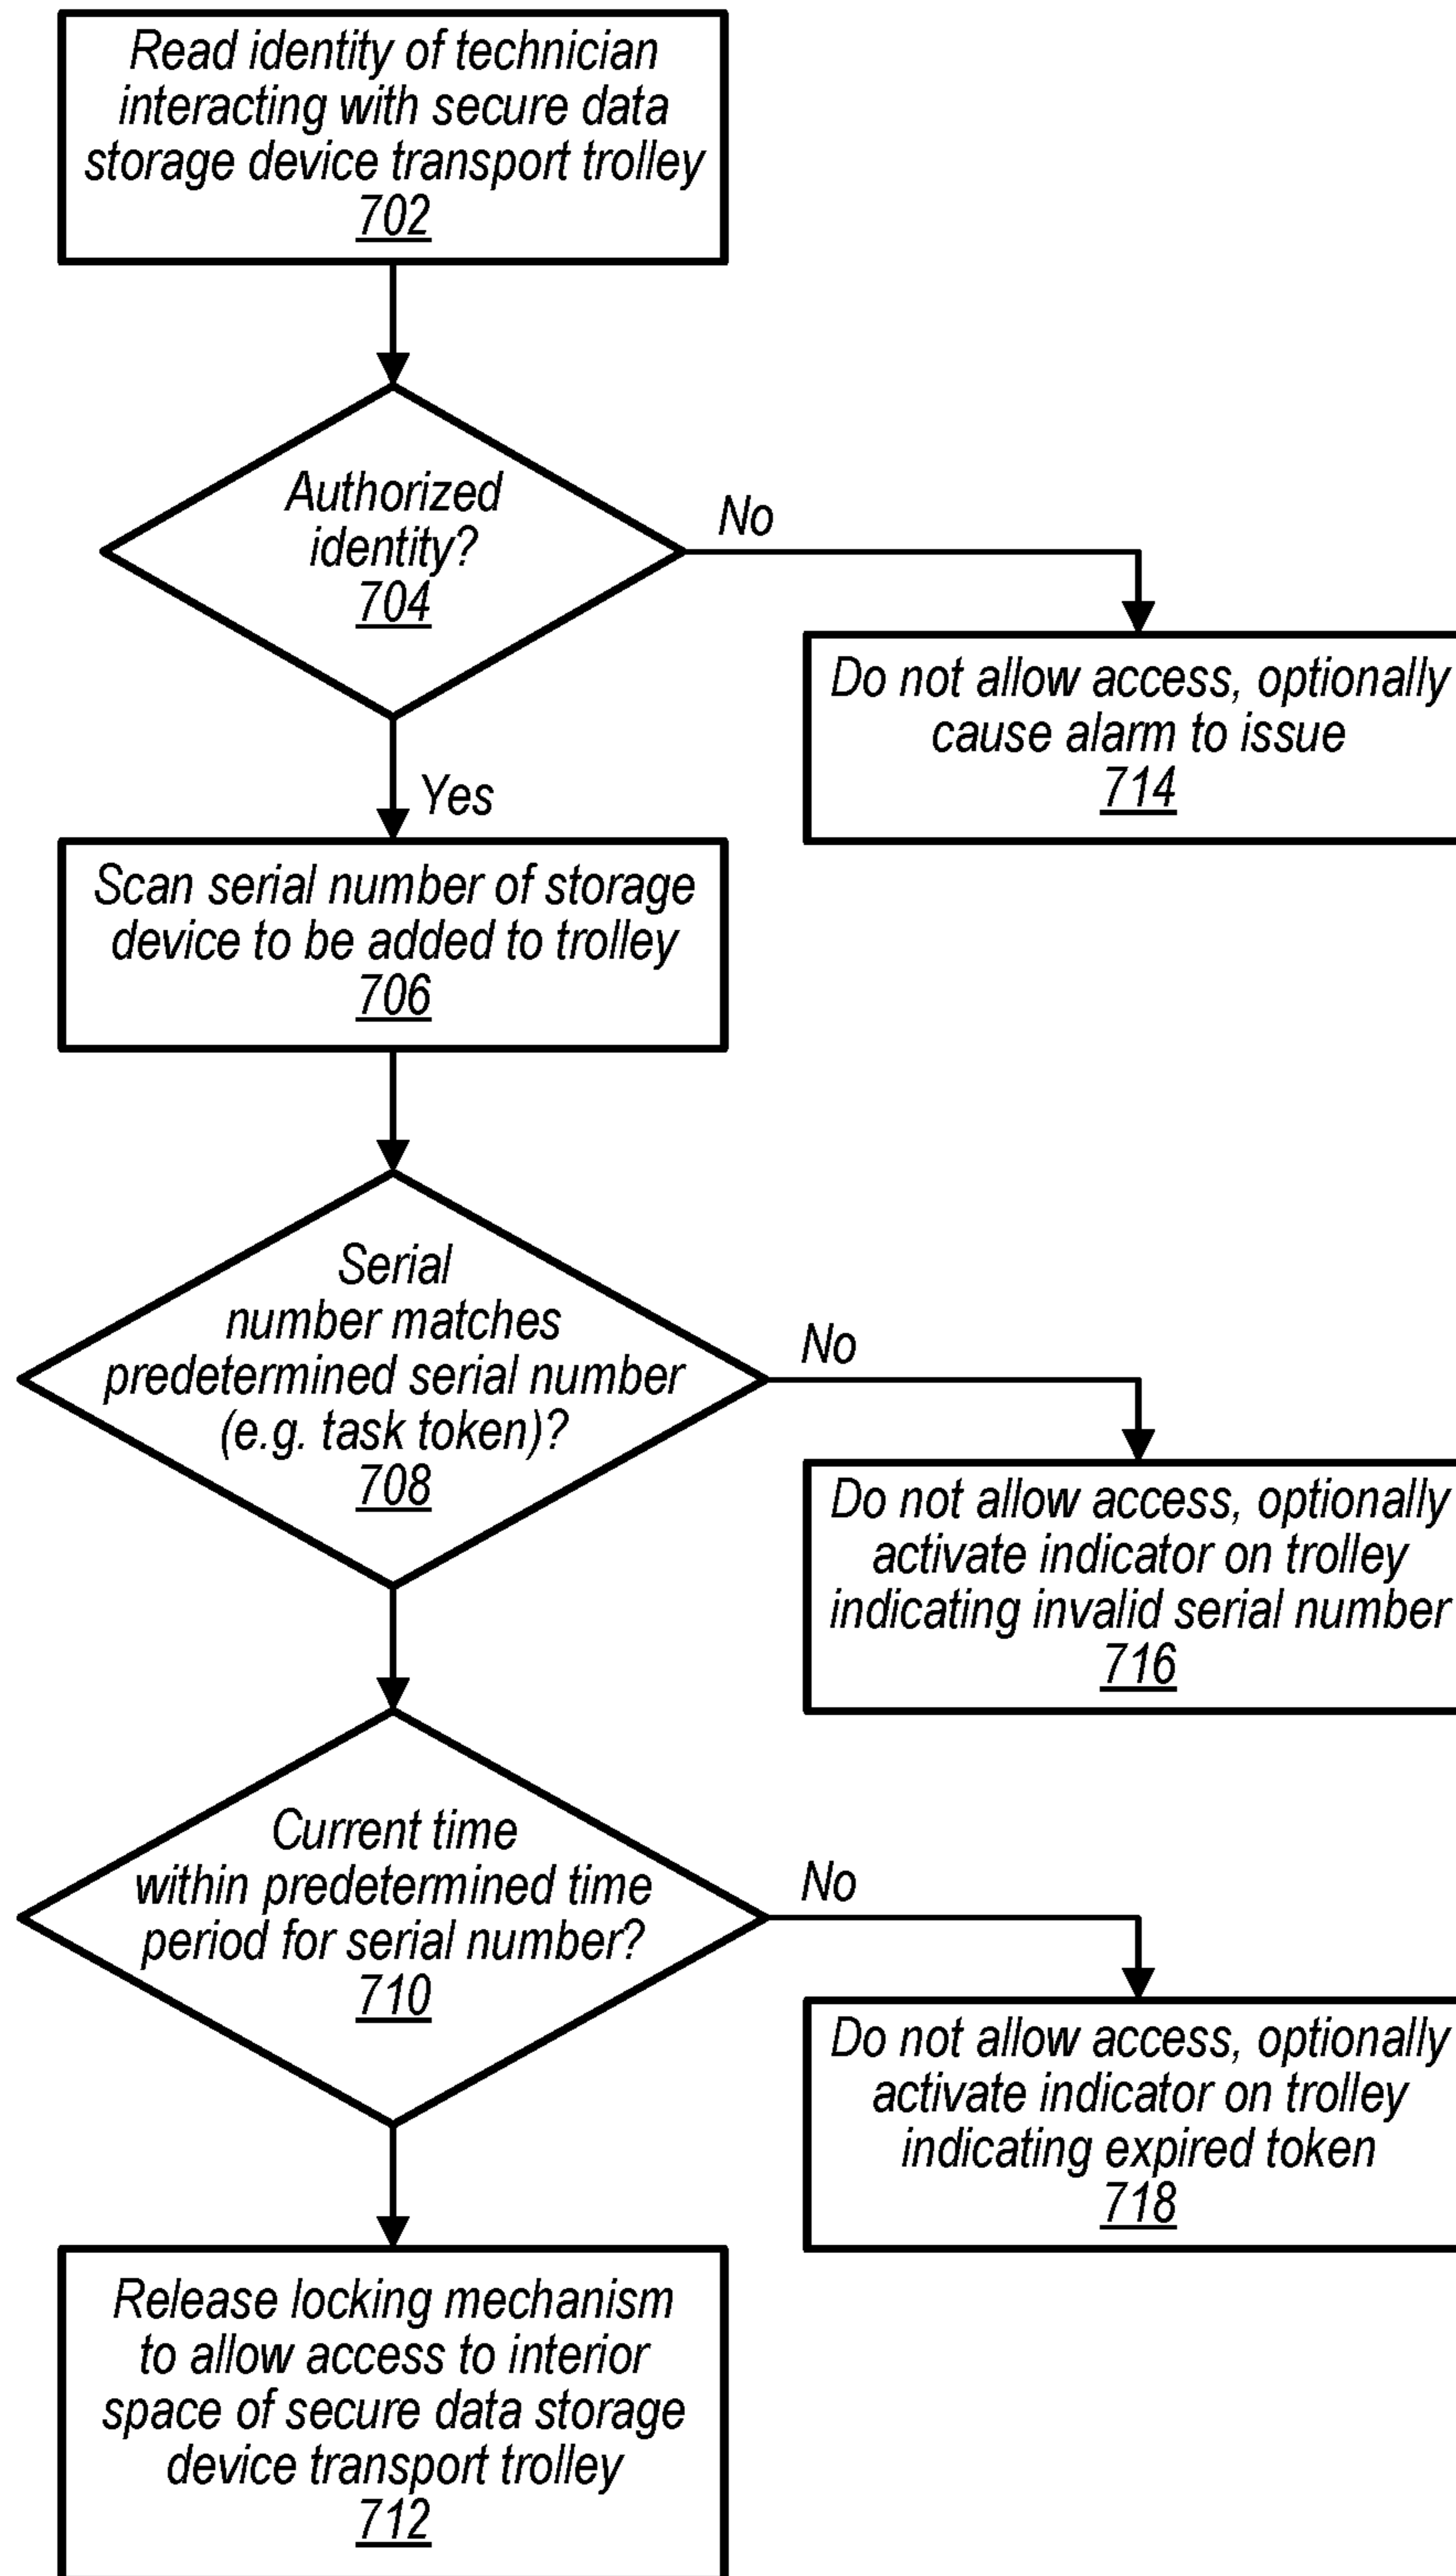 Read identity of technician
interacting with secure data
storage device transport trolley
702
Authorized
identity?
704
No
Do not allow access, optionally
cause alarm to issue
714
Yes
Scan serial number of storage
device to be added to trolley
706
Serial
number matches
predetermined serial number
(e.g. task token)?
708
No
Do not allow access, optionally
activate indicator on trolley
indicating invalid serial number
716
Current time
within predetermined time
period for serial number?
710
No
Do not allow access, optionally
activate indicator on trolley
indicating expired token
718
Release locking mechanism
to allow access to interior
space of secure data storage
device transport trolley
712